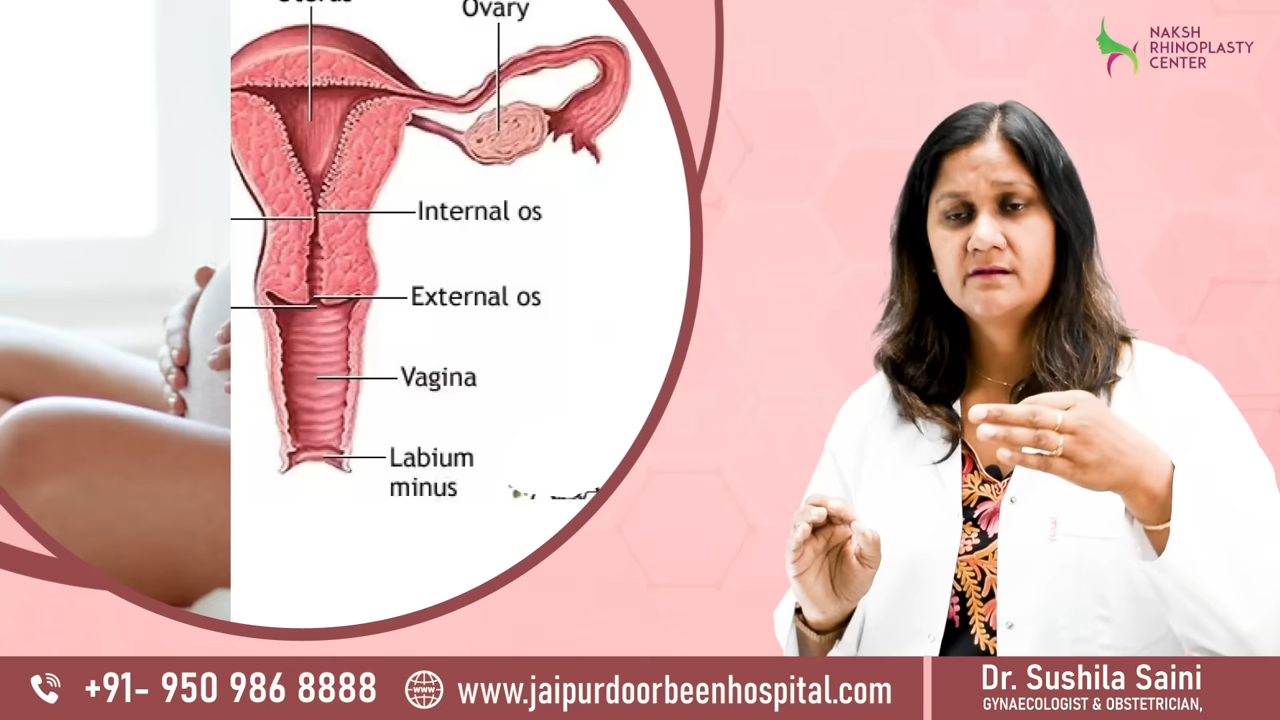 Ovary
NAKSH
RHINOPLASTY
CENTER
Internal os
External os
Vagina
Labium
minus
+91- 950 986 8888
www
www.jaipurdoorbeenhospital.com
Dr. Sushila Saini
GYNAECOLOGIST & OBSTETRICIAN,